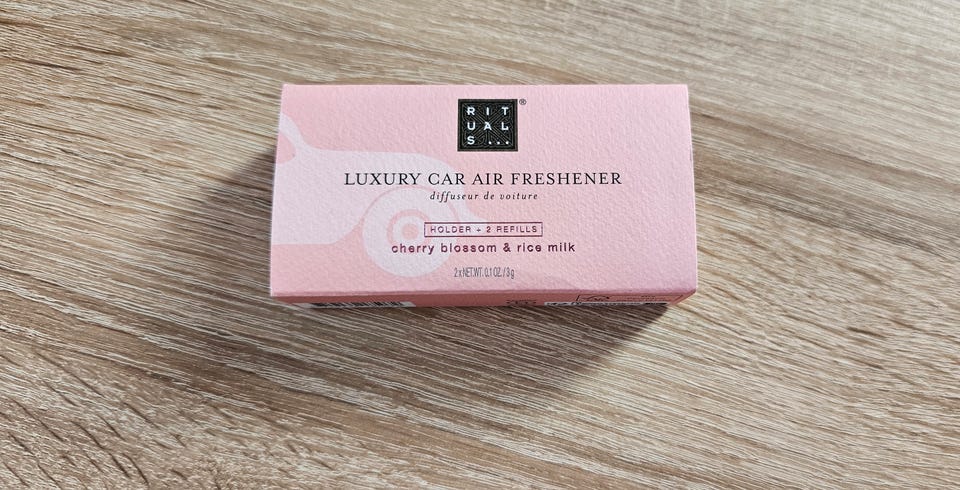 RIT
UAL
S...
®
LUXURY CAR AIR FRESHENER
diffuseur de voiture
HOLDER + 2 REFILLS
cherry blossom & rice milk
2 x NET.WT. 0.1 OZ. / 3 g